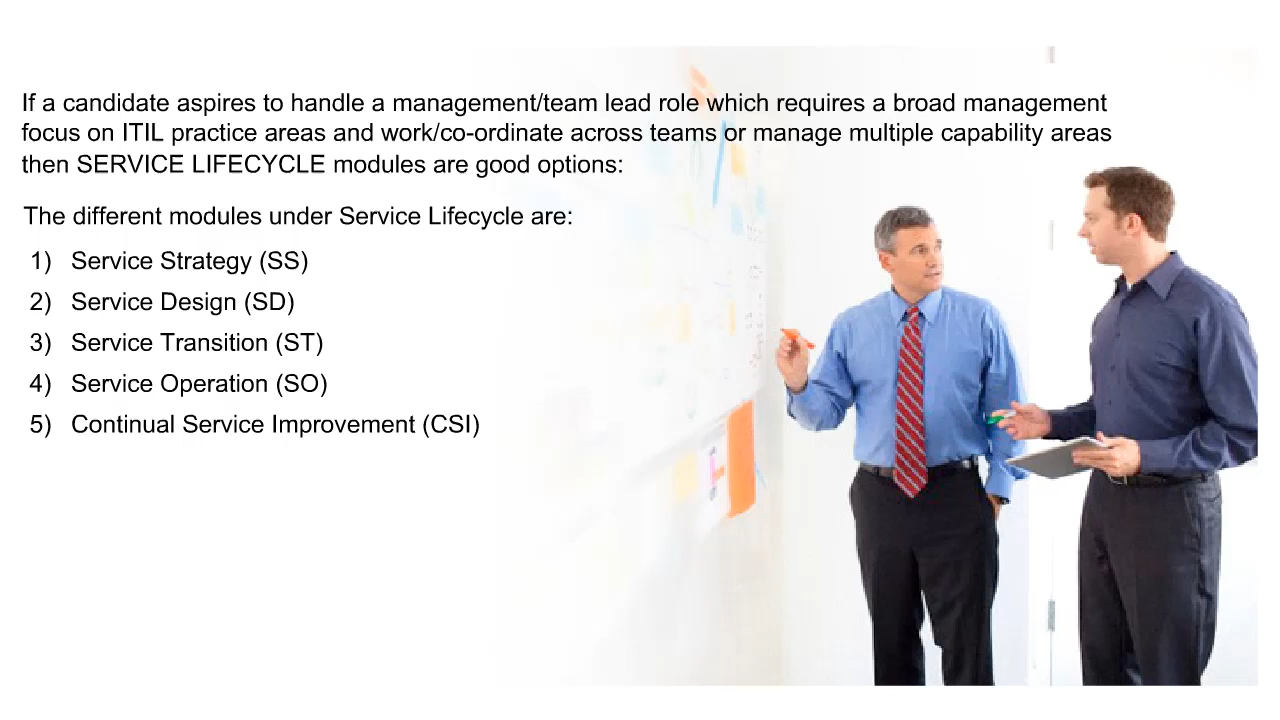 If a candidate aspires to handle a management/team lead role which requires a broad management
focus on ITIL practice areas and work/co-ordinate across teams or manage multiple capability areas
then SERVICE LIFECYCLE modules are good options:
The different modules under Service Lifecycle are:
1) Service Strategy (SS)
2) Service Design (SD)
3) Service Transition (ST)
4) Service Operation (SO)
5) Continual Service Improvement (CSI)